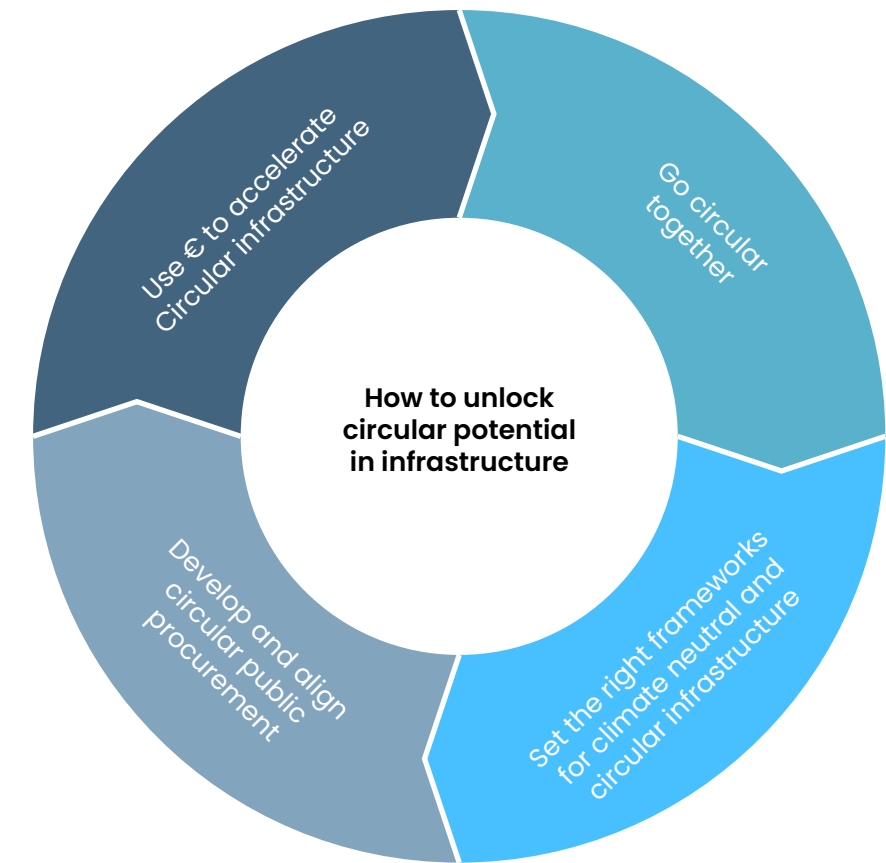 Use € to accelerate
Circular infrastructure
Go circular
together
How to unlock
circular potential
in infrastructure
Develop and align
circular public
procurement
Set the right frameworks
for climate neutral and
circular infrastructure